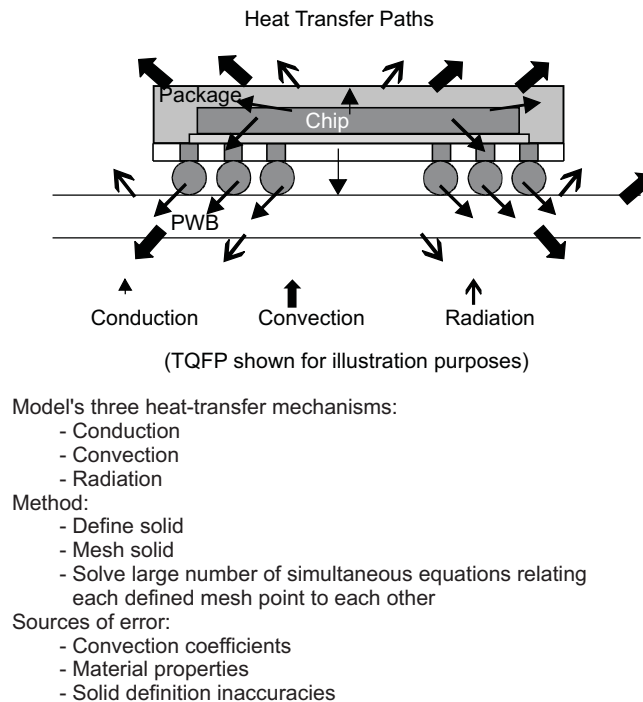 Heat Transfer Paths
Package
Chip
PWB
Conduction
Convection
Radiation
(TQFP shown for illustration purposes)
Model's three heat-transfer mechanisms:
- Conduction
- Convection
- Radiation
Method:
- Define solid
- Mesh solid
- Solve large number of simultaneous equations relating
each defined mesh point to each other
Sources of error:
- Convection coefficients
- Material properties
- Solid definition inaccuracies